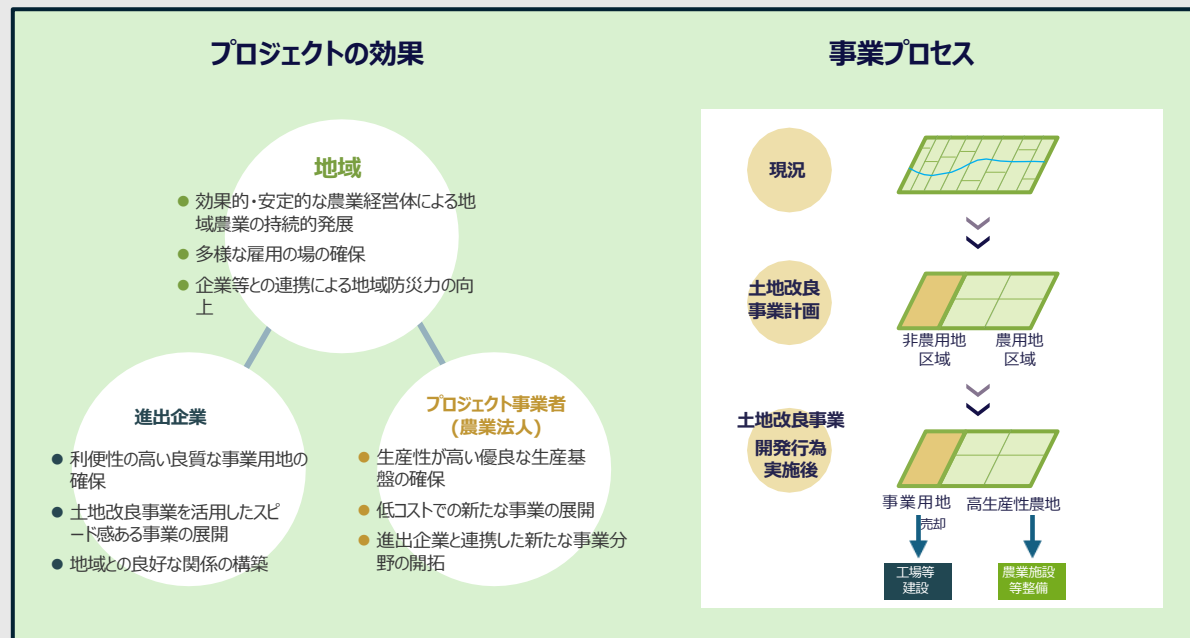 プロジェクトの効果
地域
● 効果的・安定的な農業経営体による地
域農業の持続的発展
● 多様な雇用の場の確保
● 企業等との連携による地域防災力の向
上
進出企業
● 利便性の高い良質な事業用地の
確保
● 土地改良事業を活用したスピ
ード感ある事業の展開
● 地域との良好な関係の構築
プロジェクト事業者
(農業法人)
● 生産性が高い優良な生産基
盤の確保
● 低コストでの新たな事業の展開
● 進出企業と連携した新たな事業分
野の開拓
事業プロセス
現況
土地改良
事業計画
非農用地
区域
農用地
区域
土地改良事業
開発行為
実施後
事業用地
高生産性農地
売却
工場等
建設
農業施設
等整備